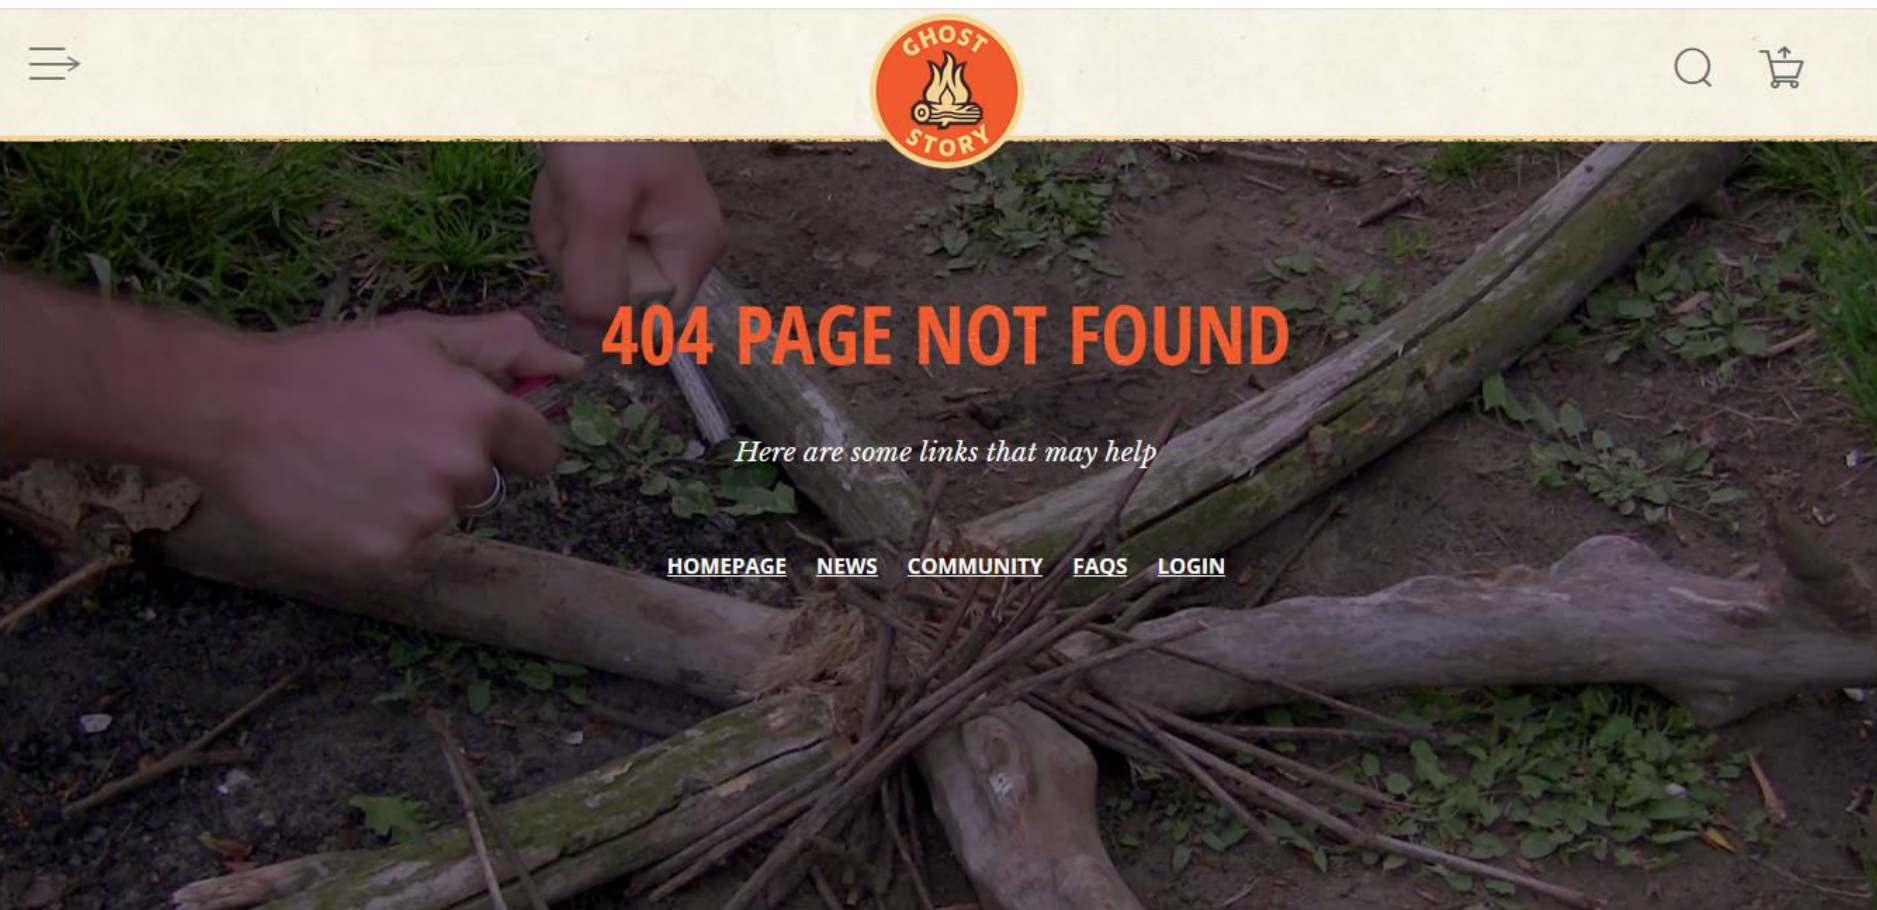 GHOST
STORY
404 PAGE NOT FOUND
Here are some links that may help
HOMEPAGE NEWS COMMUNITY FAQS LOGIN